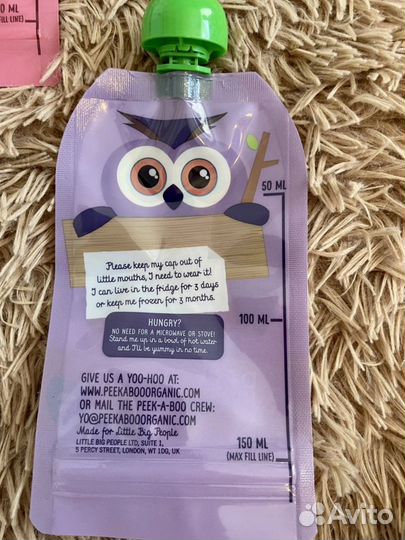 0 ML
(MAX FILL LINE)
50 ML
Please keep my cap out of
little mouths, I need to wear it!
I can live in the fridge for 3 days
or keep me frozen for 3 months.
HUNGRY?
NO NEED FOR A MICROWAVE OR STOVE!
Stand me up in a bowl of hot water
and I'll be yummy in no time.
100 ML
GIVE US A YOO-HOO AT:
WWW.PEEKABOOORGANIC.COM
OR MAIL THE PEEK-A-BOO CREW:
YO@PEEKABOOORGANIC.COM
Made for Little Big People
LITTLE BIG PEOPLE LTD, SUITE 1,
5 PERCY STREET, LONDON, WT 1DG, UK
150 ML
(MAX FILL LINE)
Avito